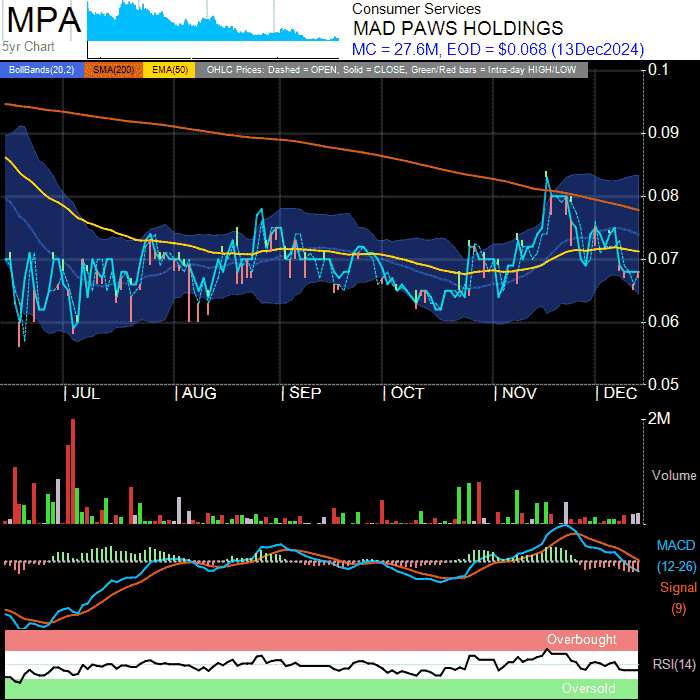 MPA
5yr Chart
Consumer Services
MAD PAWS HOLDINGS
MC = 27.6M, EOD = $0.068 (13Dec2024)
BollBands(20,2) SMA(200) EMA(50) OHLC Prices: Dashed = OPEN, Solid = CLOSE, Green/Red bars = Intra-day HIGH/LOW
0.1
0.09
0.08
0.07
0.06
0.05
JUL AUG SEP OCT NOV DEC
2M
Volume
MACD
(12-26)
Signal
(9)
Overbought
RSI(14)
Oversold